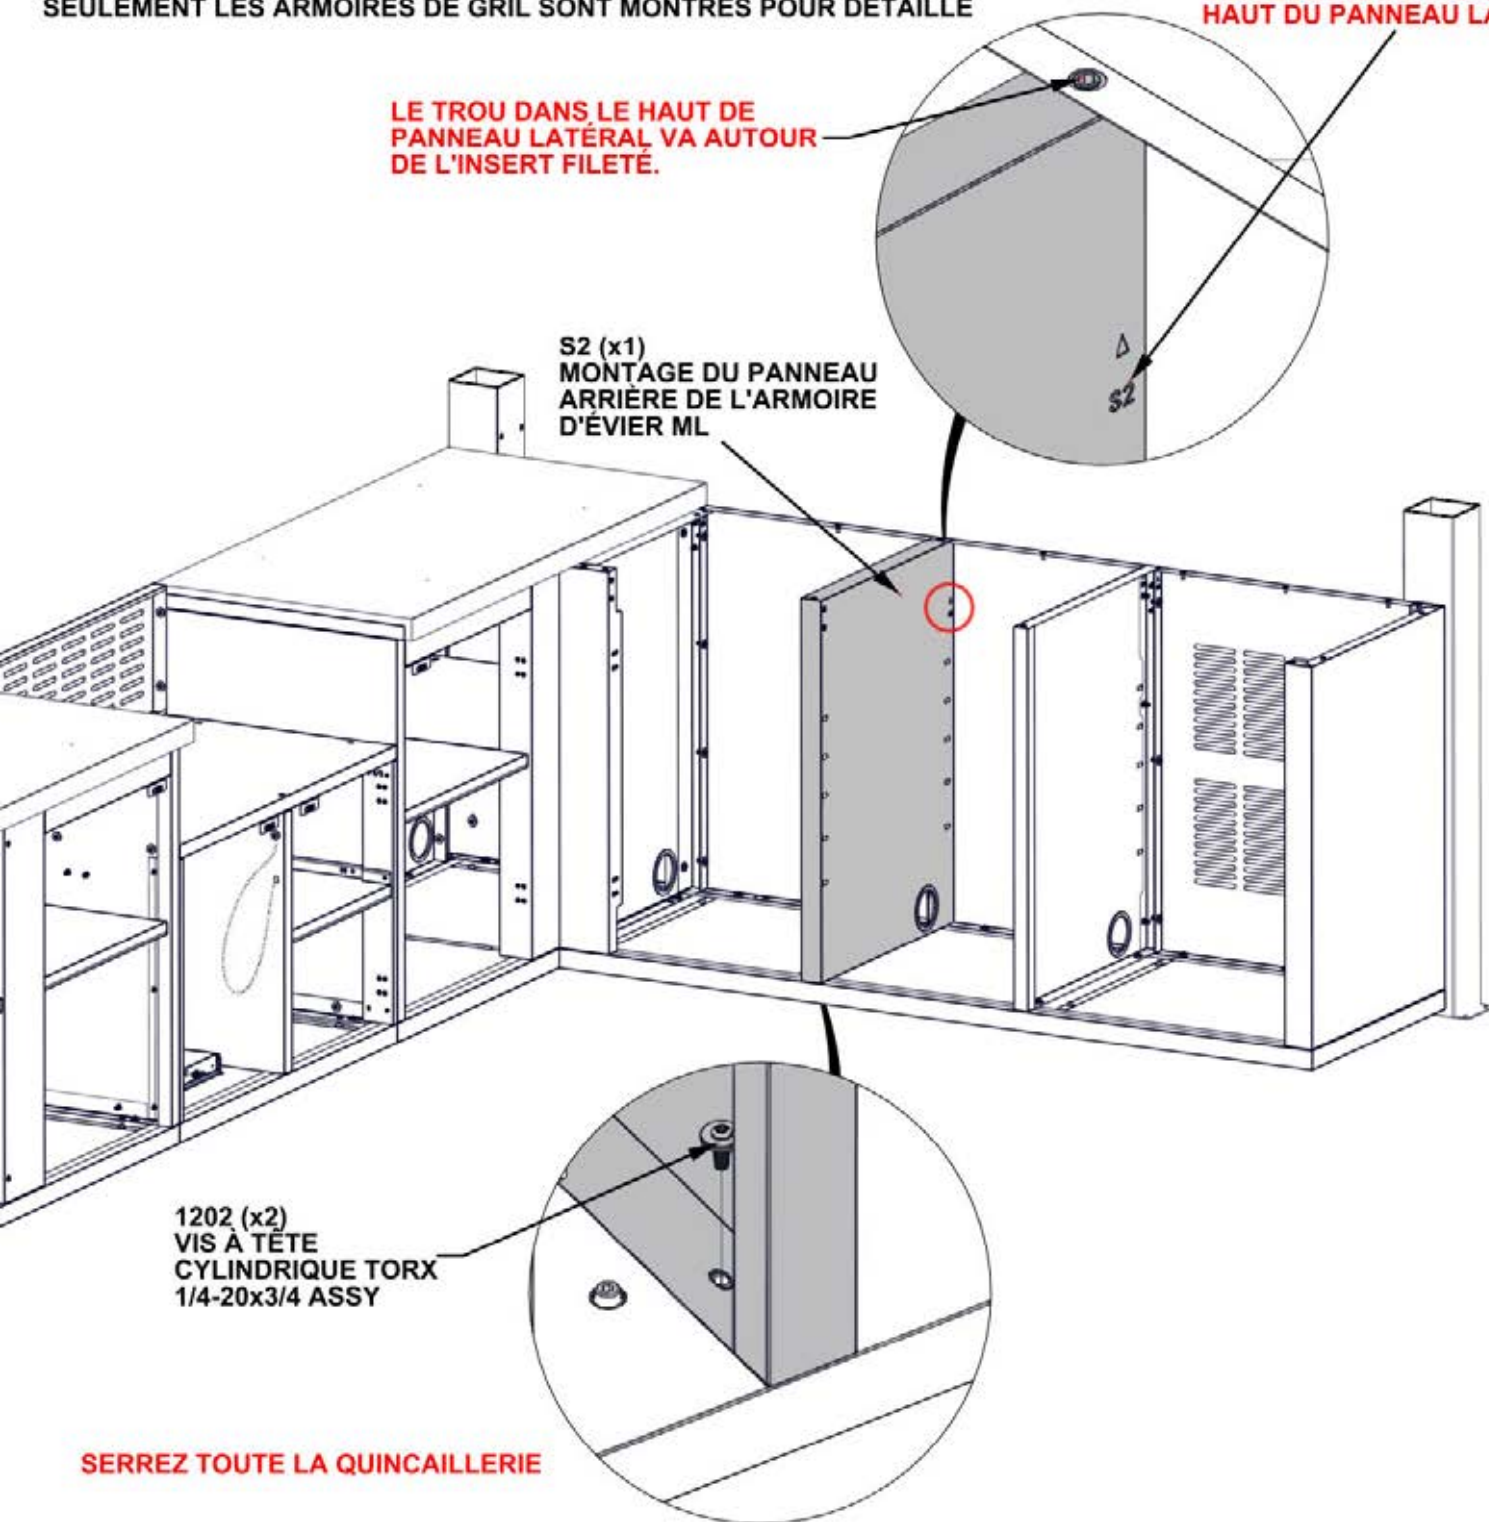 SEULEMENT LES ARMOIRES DE GRIL SONT MONTRÉS POUR DÉTAILLÉ
HAUT DU PANNEAU
LE TROU DANS LE HAUT DE
PANNEAU LATÉRAL VA AUTOUR
DE L'INSERT FILETÉ.
S2
S2 (x1)
MONTAGE DU PANNEAU
ARRIÈRE DE L'ARMOIRE
D'ÉVIER ML
1202 (x2)
VIS À TÊTE
CYLINDRIQUE TORX
1/4-20x3/4 ASSY
SERREZ TOUTE LA QUINCAILLERIE